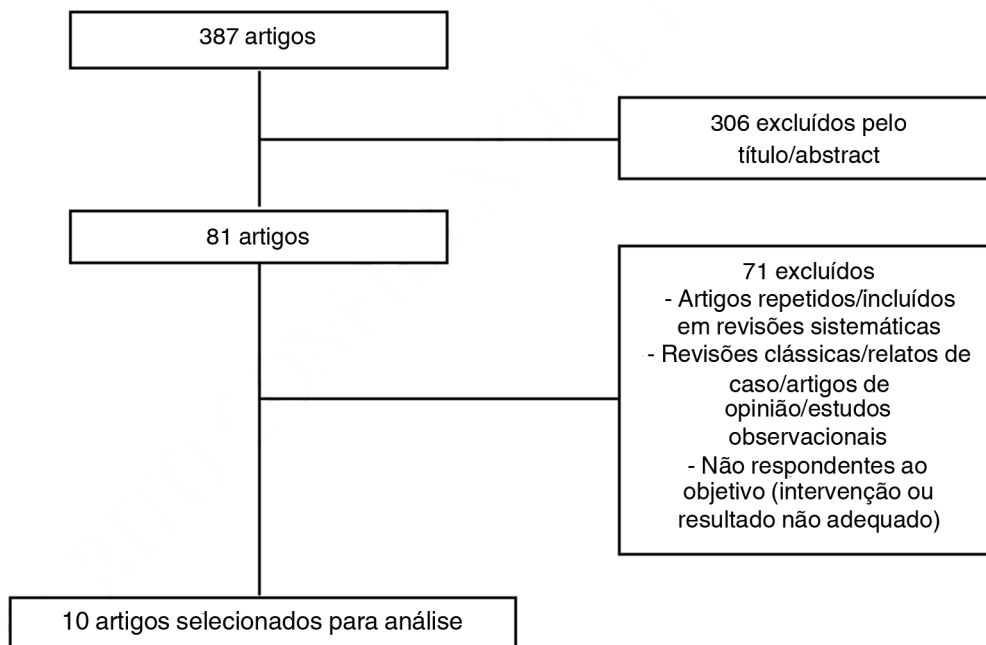 387 artigos
306 excluídos pelo
título/abstract
81 artigos
71 excluídos
- Artigos repetidos/incluídos
em revisões sistemáticas
- Revisões clássicas/relatos de
caso/artigos de
opinião/estudos
observacionais
- Não respondentes ao
objetivo (intervenção ou
resultado não adequado)
10 artigos selecionados para análise